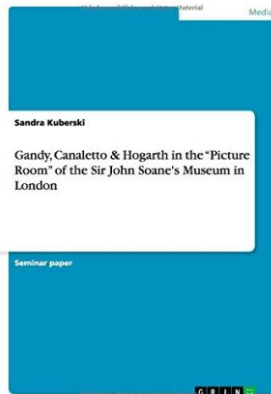 Media
Sandra Kuberski
Gandy, Canaletto & Hogarth in the “Picture
Room” of the Sir John Soane's Museum in
London
Seminar paper
GRIN